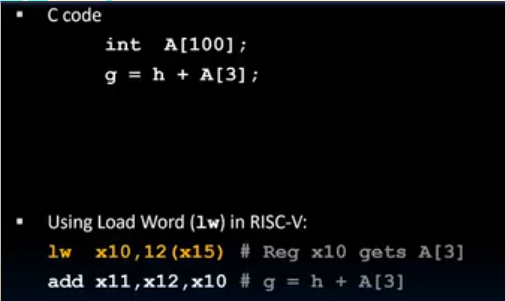 ▪ C code
int A[100];
g = h + A[3];
▪ Using Load Word (lw) in RISC-V:
lw x10,12(x15) # Reg x10 gets A[3]
add x11,x12,x10 # g = h + A[3]